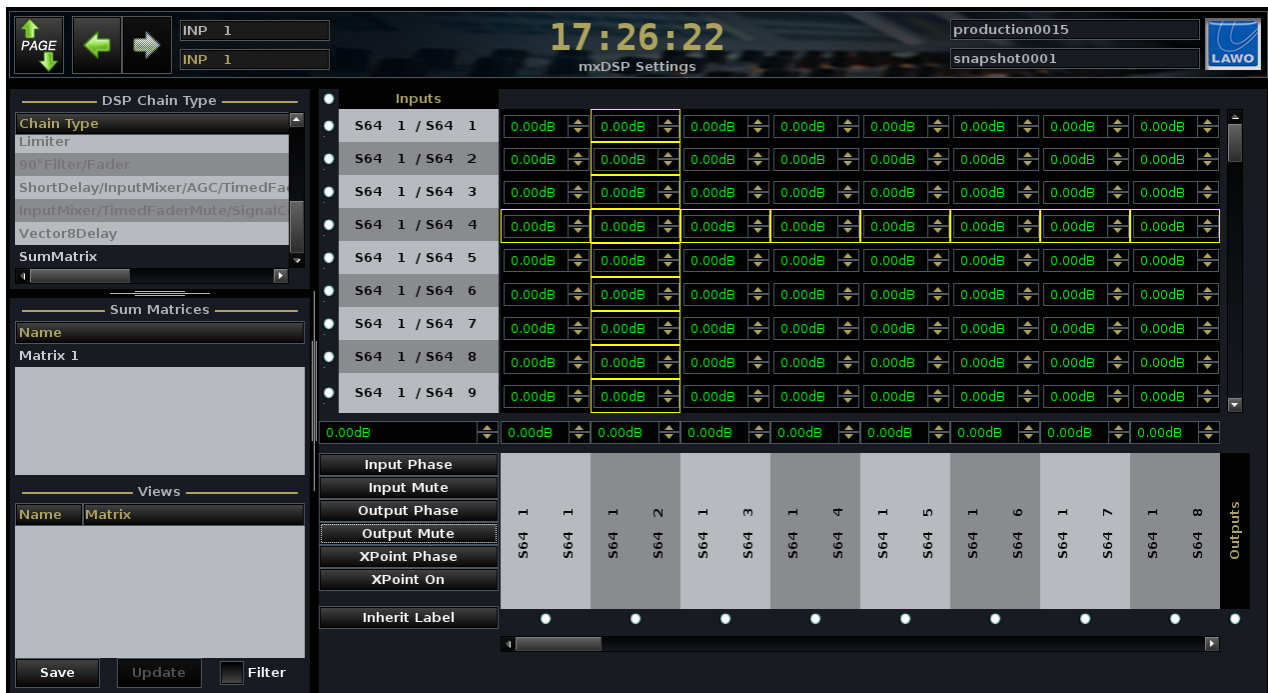 PAGE
INP 1
INP 1
17:26:22
mxDSP Settings
production0015
snapshot0001
LAWO
DSP Chain Type
Chain Type
Limiter
90°Filter/Fader
ShortDelay/InputMixer/AGC/TimedFa
InputMixer/TimedFaderMute/SignalC
Vector8Delay
SumMatrix
Sum Matrices
Name
Matrix 1
Views
Name Matrix
Save Update Filter
Inputs
S64 1 / S64 1 0.00dB 0.00dB 0.00dB 0.00dB 0.00dB 0.00dB 0.00dB 0.00dB
S64 1 / S64 2 0.00dB 0.00dB 0.00dB 0.00dB 0.00dB 0.00dB 0.00dB 0.00dB
S64 1 / S64 3 0.00dB 0.00dB 0.00dB 0.00dB 0.00dB 0.00dB 0.00dB 0.00dB
S64 1 / S64 4 0.00dB 0.00dB 0.00dB 0.00dB 0.00dB 0.00dB 0.00dB 0.00dB
S64 1 / S64 5 0.00dB 0.00dB 0.00dB 0.00dB 0.00dB 0.00dB 0.00dB 0.00dB
S64 1 / S64 6 0.00dB 0.00dB 0.00dB 0.00dB 0.00dB 0.00dB 0.00dB 0.00dB
S64 1 / S64 7 0.00dB 0.00dB 0.00dB 0.00dB 0.00dB 0.00dB 0.00dB 0.00dB
S64 1 / S64 8 0.00dB 0.00dB 0.00dB 0.00dB 0.00dB 0.00dB 0.00dB 0.00dB
S64 1 / S64 9 0.00dB 0.00dB 0.00dB 0.00dB 0.00dB 0.00dB 0.00dB 0.00dB
0.00dB 0.00dB 0.00dB 0.00dB 0.00dB 0.00dB 0.00dB 0.00dB 0.00dB
Input Phase
Input Mute
Output Phase
Output Mute
XPoint Phase
XPoint On
Inherit Label
S64 1
S64 1
S64 1
S64 2
S64 1
S64 3
S64 1
S64 4
S64 1
S64 5
S64 1
S64 6
S64 1
S64 7
S64 1
S64 8
Outputs